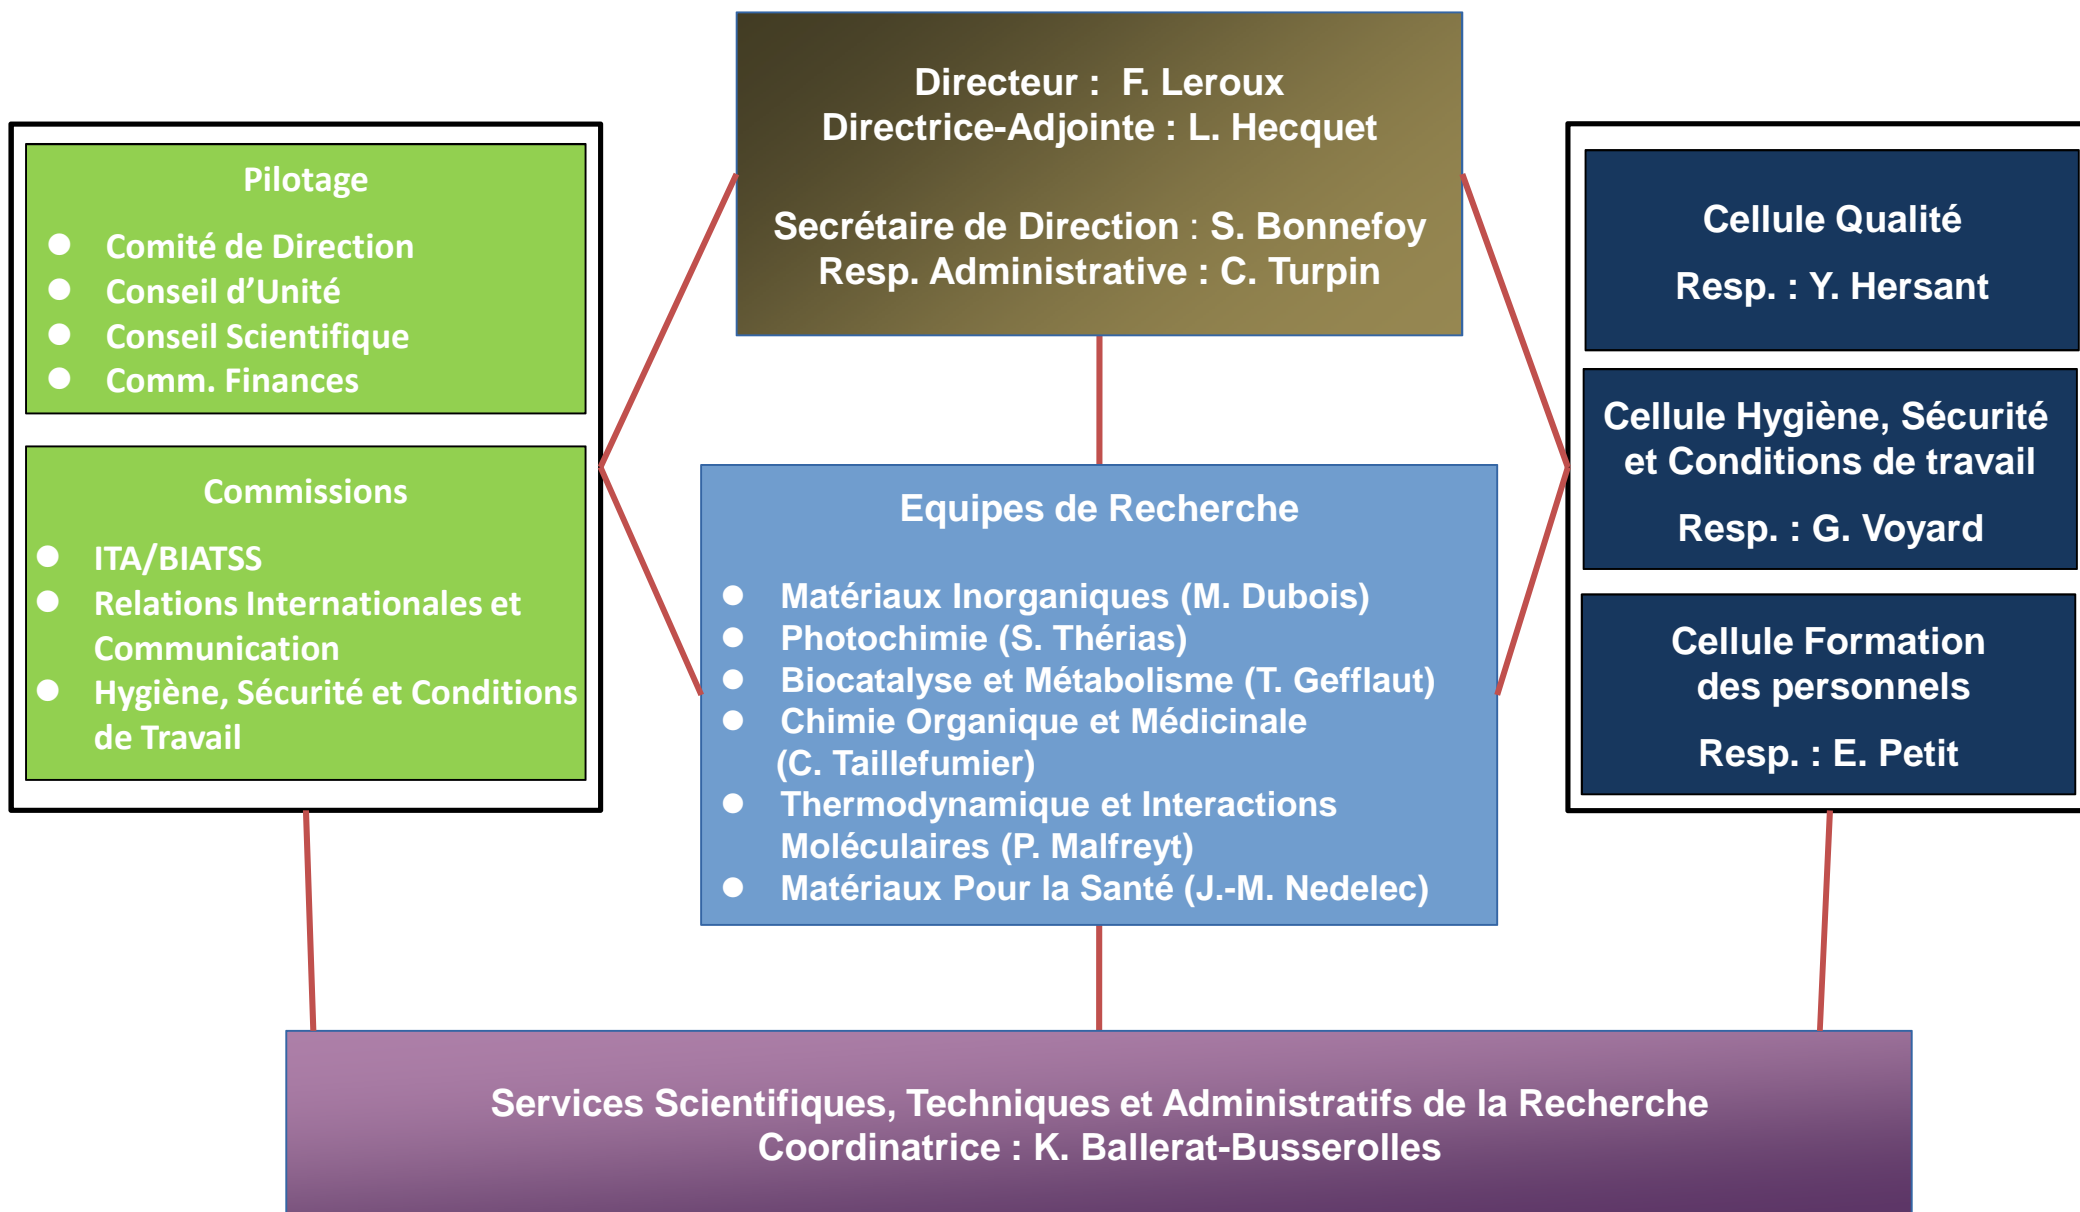 Directeur :  F. Leroux
Directrice-Adjointe : L. Hecquet
Secrétaire de Direction : S. Bonnefoy
Resp. Administrative : C. Turpin
Pilotage
● Comité de Direction
● Conseil d’Unité
● Conseil Scientifique
● Comm. Finances
Commissions
● ITA/BIATSS
● Relations Internationales et
Communication
● Hygiène, Sécurité et Conditions
de Travail
Equipes de Recherche
● Matériaux Inorganiques (M. Dubois)
● Photochimie (S. Thérias)
● Biocatalyse et Métabolisme (T. Gefflaut)
● Chimie Organique et Médicinale
(C. Taillefumier)
● Thermodynamique et Interactions
Moléculaires (P. Malfreyt)
● Matériaux Pour la Santé (J.-M. Nedelec)
Cellule Qualité
Resp. : Y. Hersant
Cellule Hygiène, Sécurité
et Conditions de travail
Resp. : G. Voyard
Cellule Formation
des personnels
Resp. : E. Petit
Services Scientifiques, Techniques et Administratifs de la Recherche
Coordinatrice : K. Ballerat-Busserolles